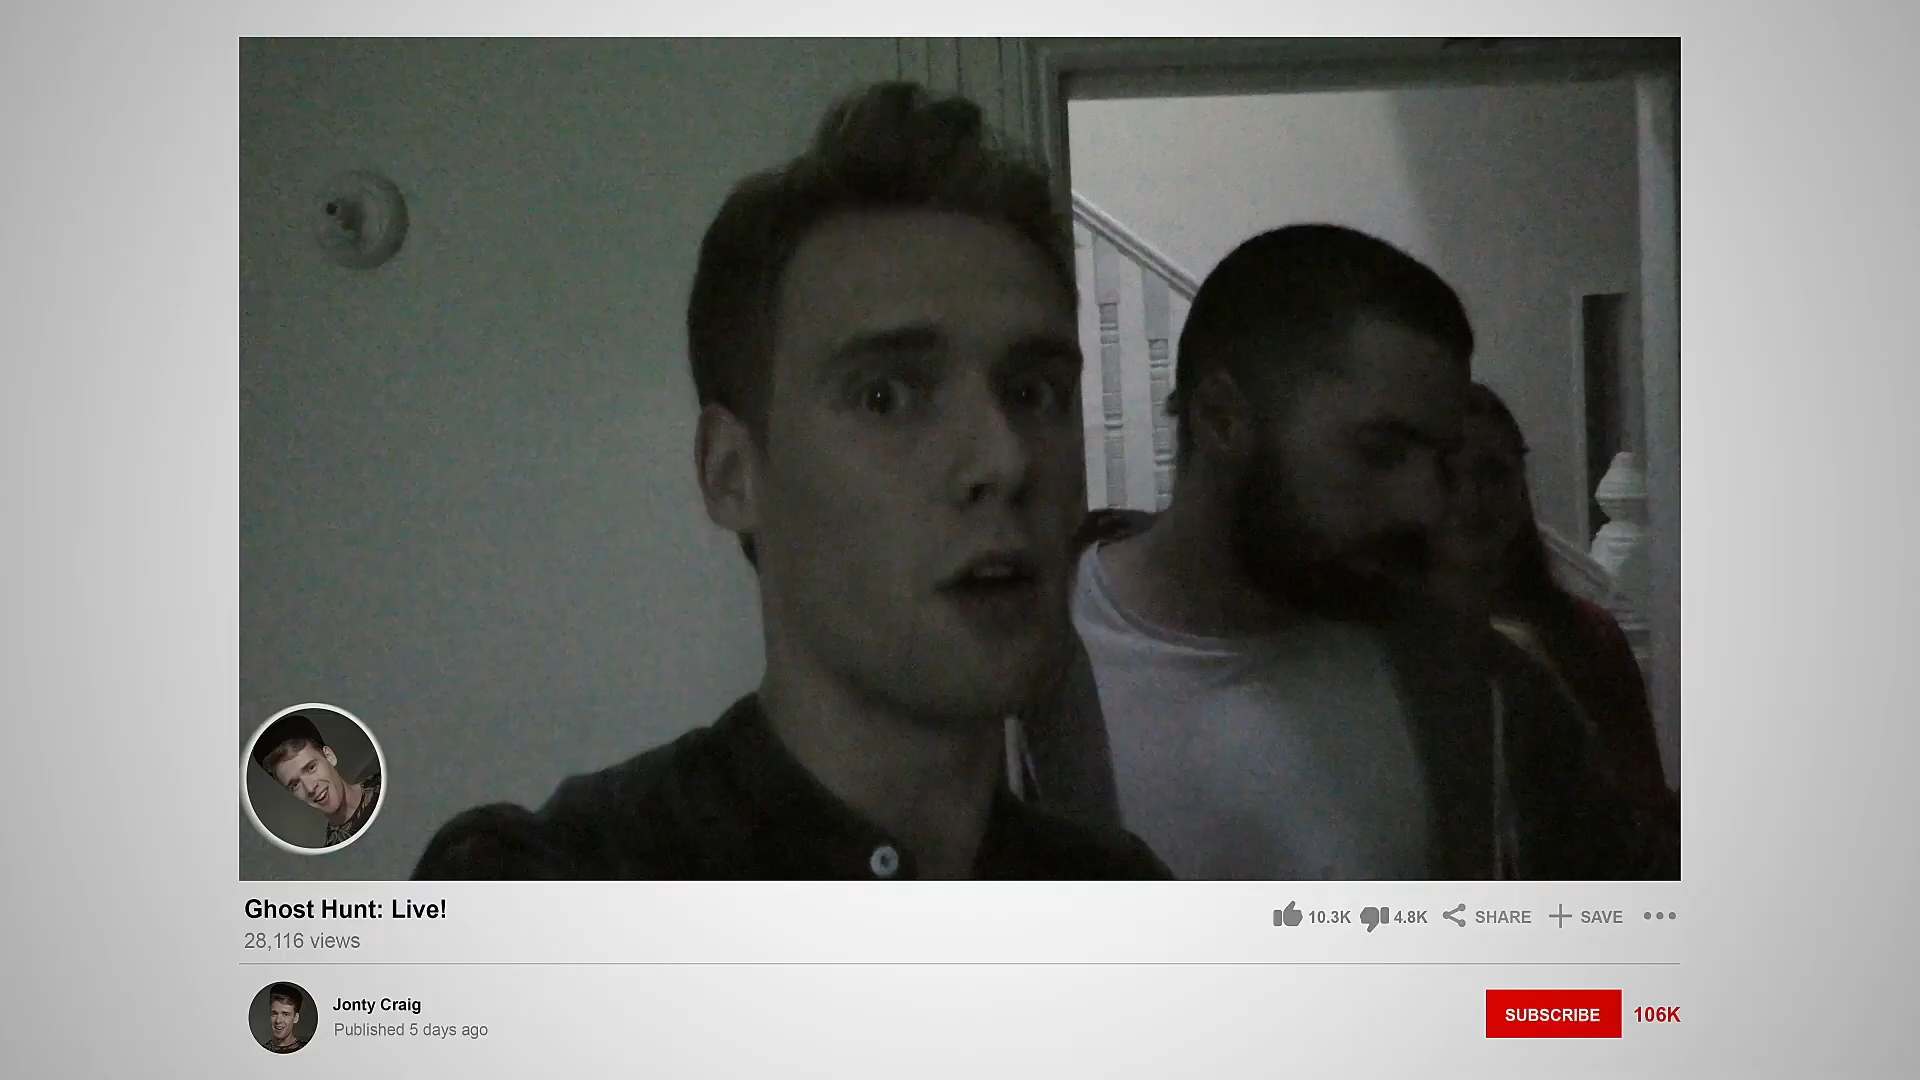 Ghost Hunt: Live!
28,116 views
10.3K 4.8K SHARE SAVE
Jonty Craig
Published 5 days ago
SUBSCRIBE 106K